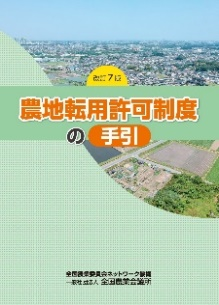 改訂7版
農地転用許可制度
の手引
全国農業委員会ネットワーク機構
一般社団法人 全国農業会議所